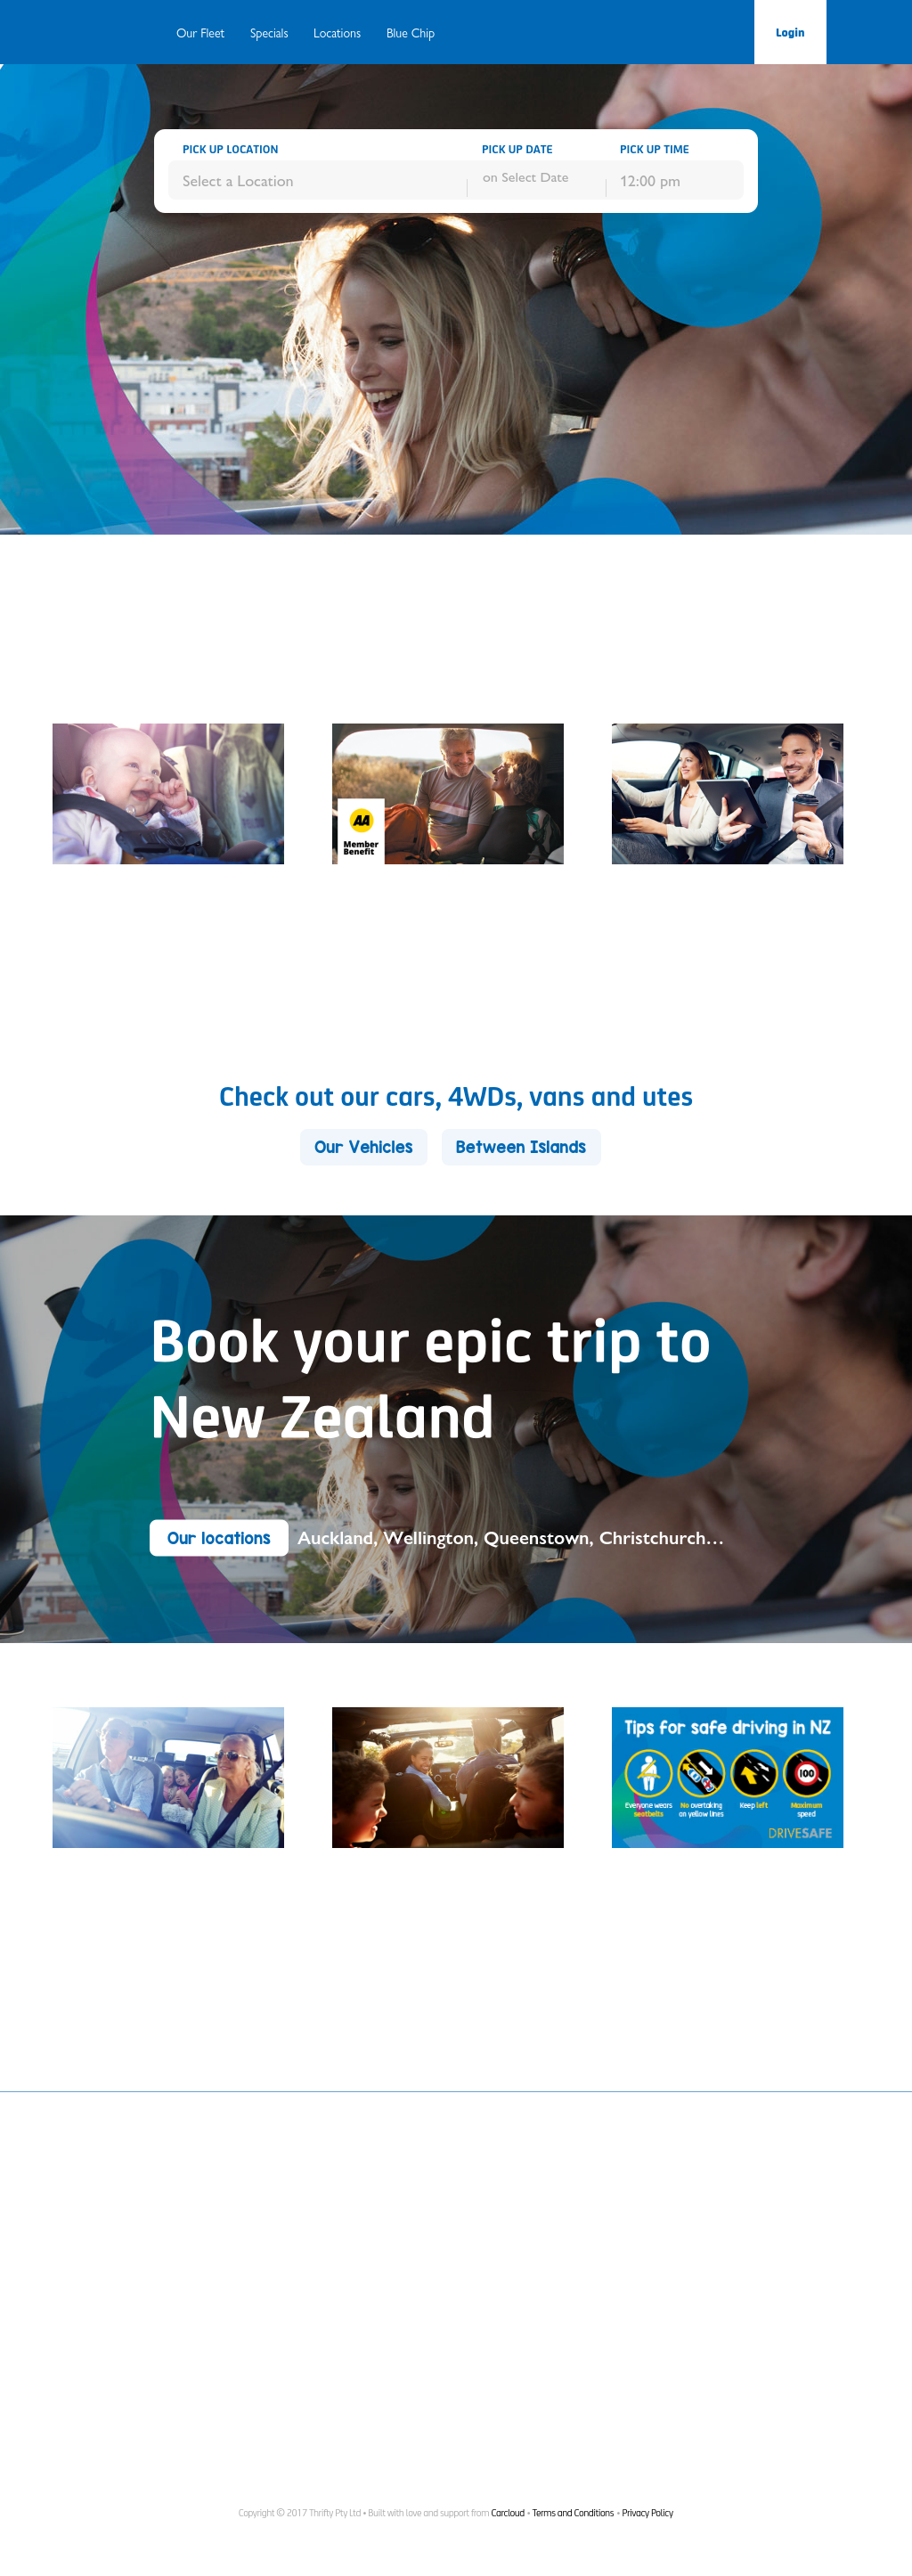 Our Fleet Specials Locations Blue Chip Login
PICK UP LOCATION PICK UP DATE PICK UP TIME
Select a Location on Select Date 12:00 pm
AA
Member
Benefit
Check out our cars, 4WDs, vans and utes
Our Vehicles Between Islands
Book your epic trip to
New Zealand
Our locations Auckland, Wellington, Queenstown, Christchurch...
Tips for safe driving in NZ
100
Everyone wears
seatbelts
No overtaking
on yellow lines
Keep left
Maximum
speed
DRIVESAFE
Copyright © 2017 Thrifty Pty Ltd • Built with love and support from Carcloud • Terms and Conditions • Privacy Policy